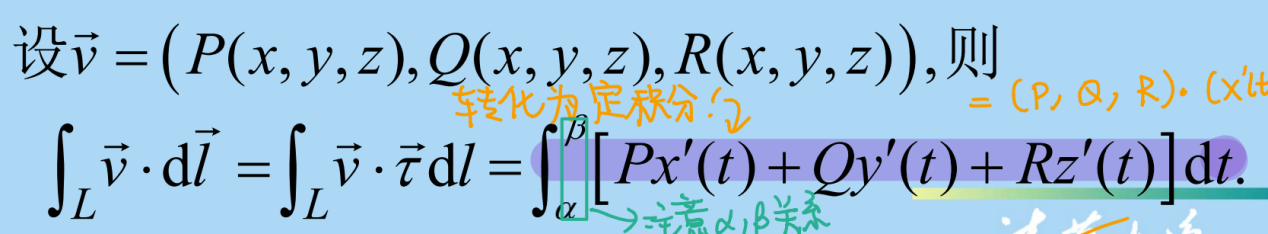 设v⃗ = (P(x, y, z), Q(x, y, z), R(x, y, z)), 则
转化为定积分!
= (P, Q, R)·(x'(t
∫_L v⃗ · dl⃗ = ∫_L v⃗ · τ⃗ dl = ∫_α^β [Px′(t) + Qy′(t) + Rz′(t)]dt.
注意α,β关系